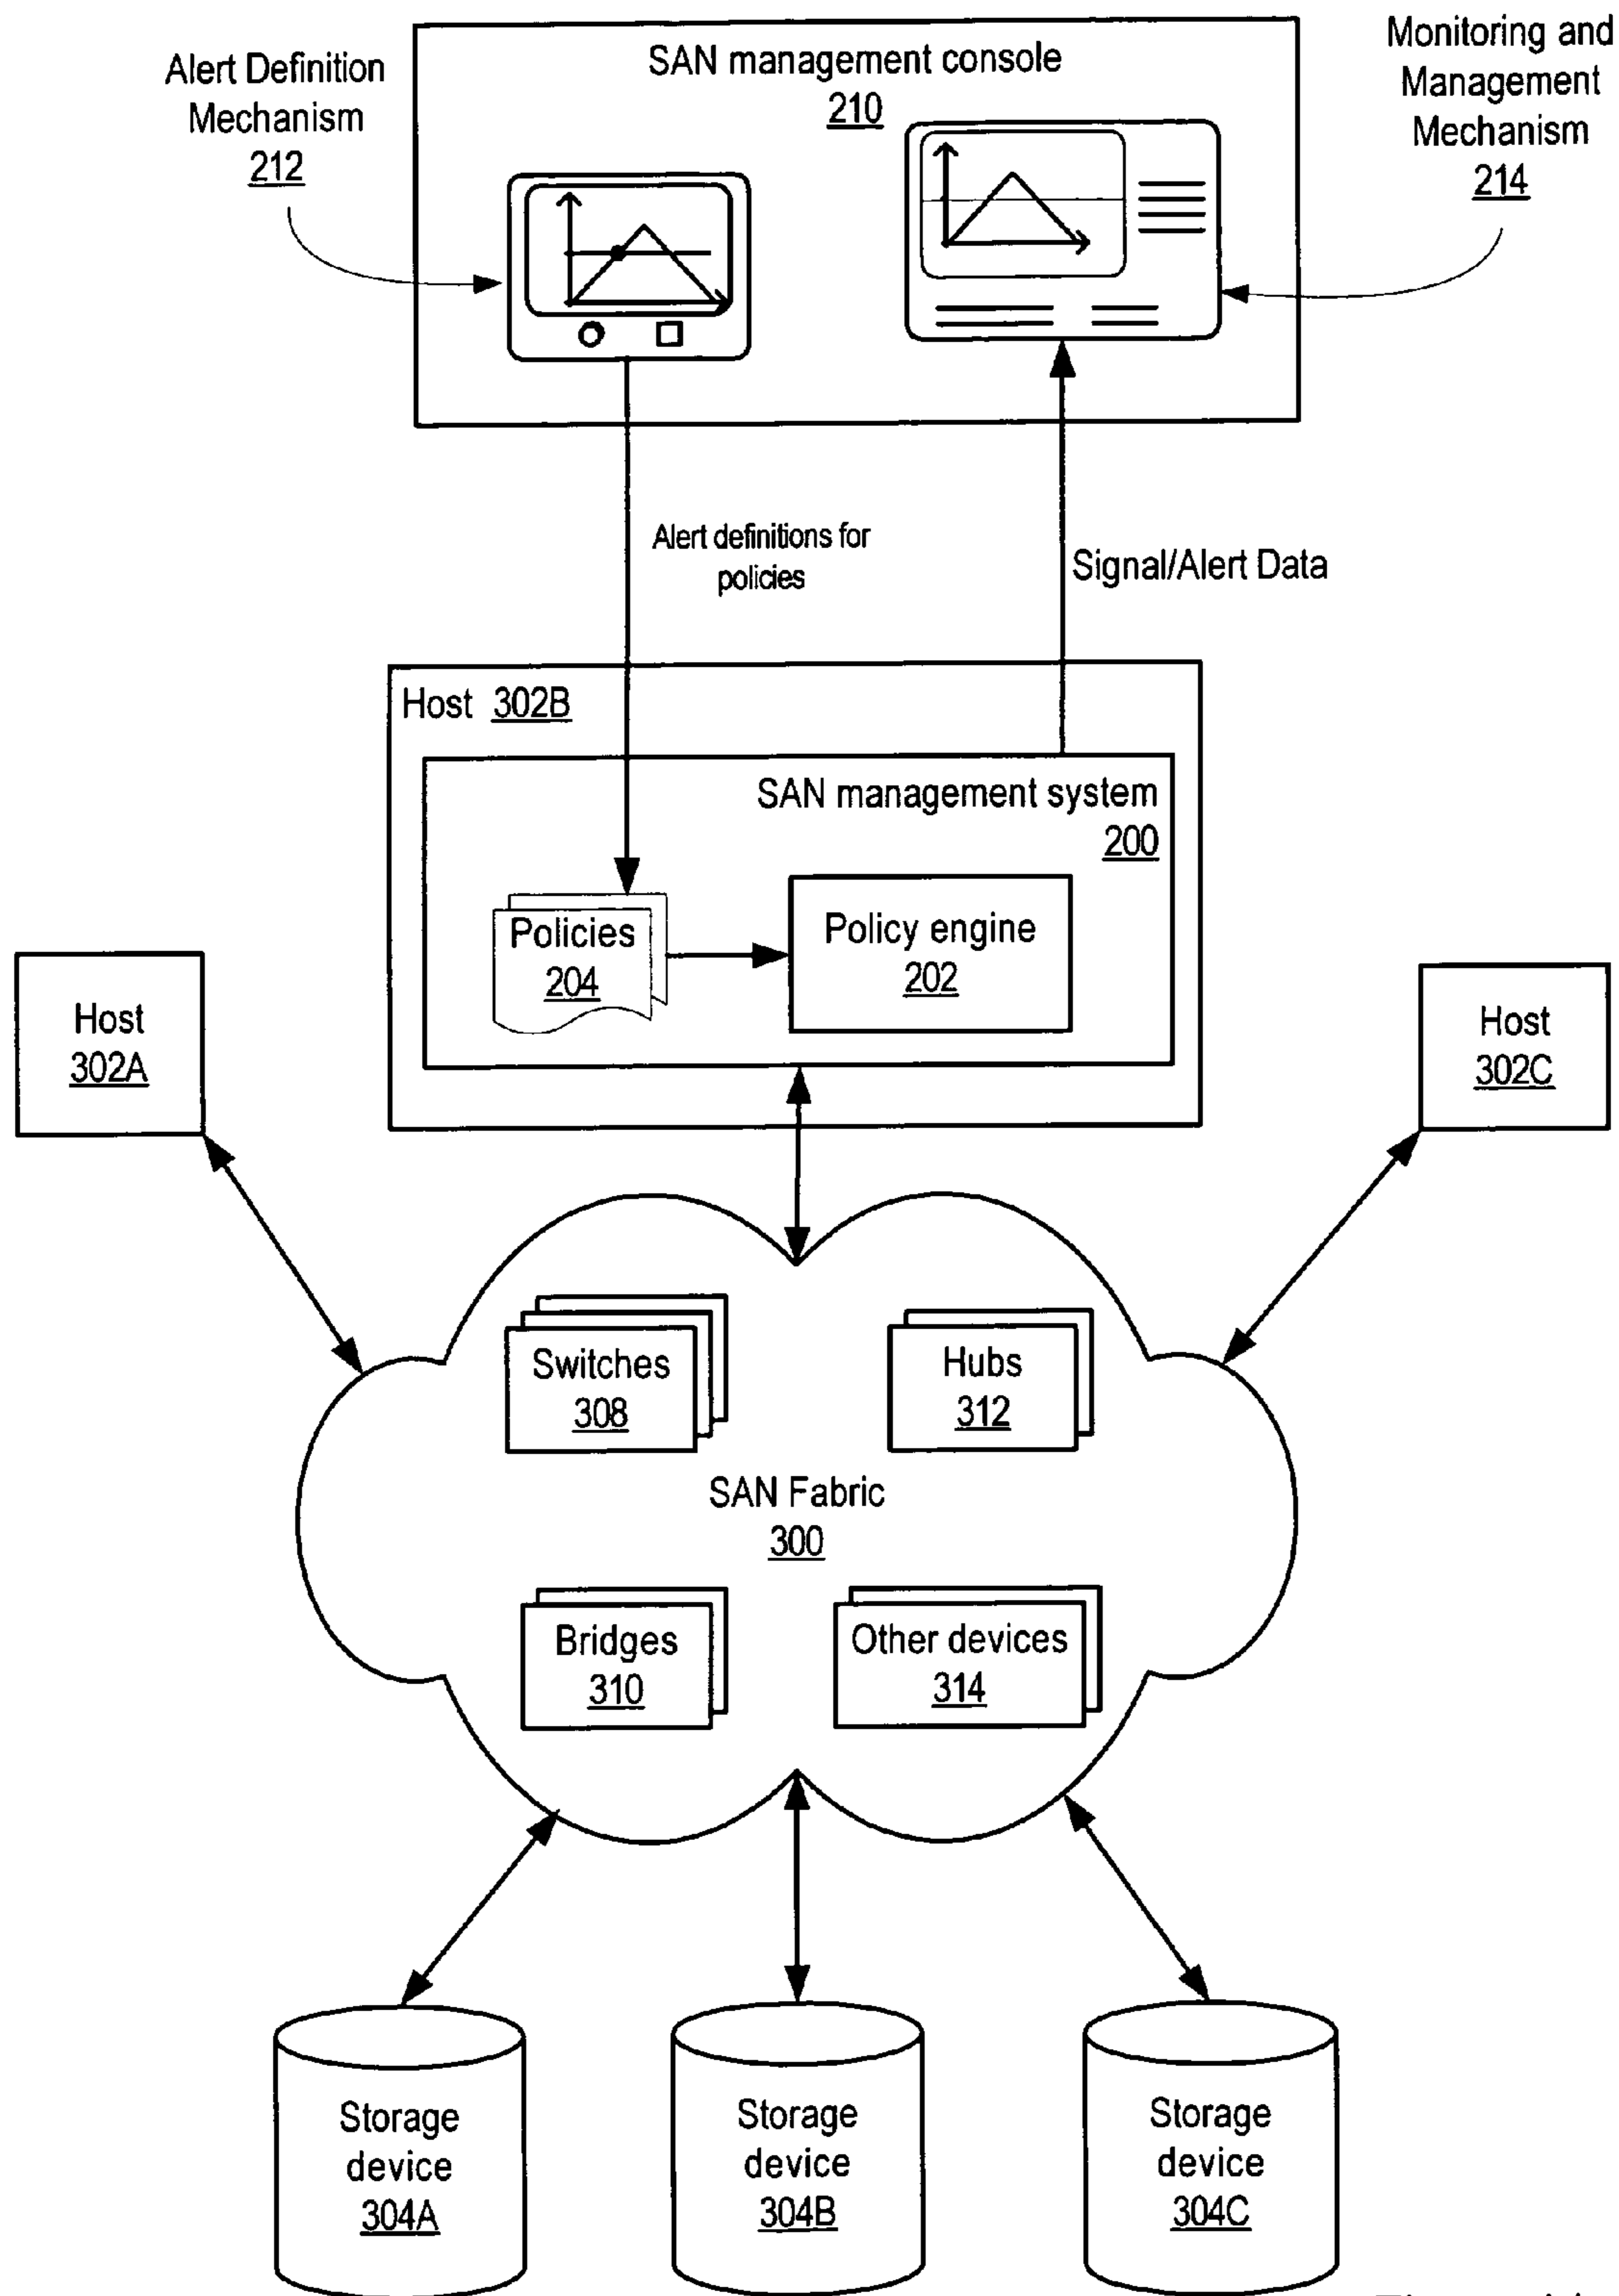 SAN management console
210
Alert Definition
Mechanism
212
Monitoring and
Management
Mechanism
214
Alert definitions for
policies
Signal/Alert Data
Host 302B
SAN management system
200
Policies
204
Policy engine
202
Host
302A
Host
302C
Switches
308
Hubs
312
SAN Fabric
300
Bridges
310
Other devices
314
Storage
device
304A
Storage
device
304B
Storage
device
304C